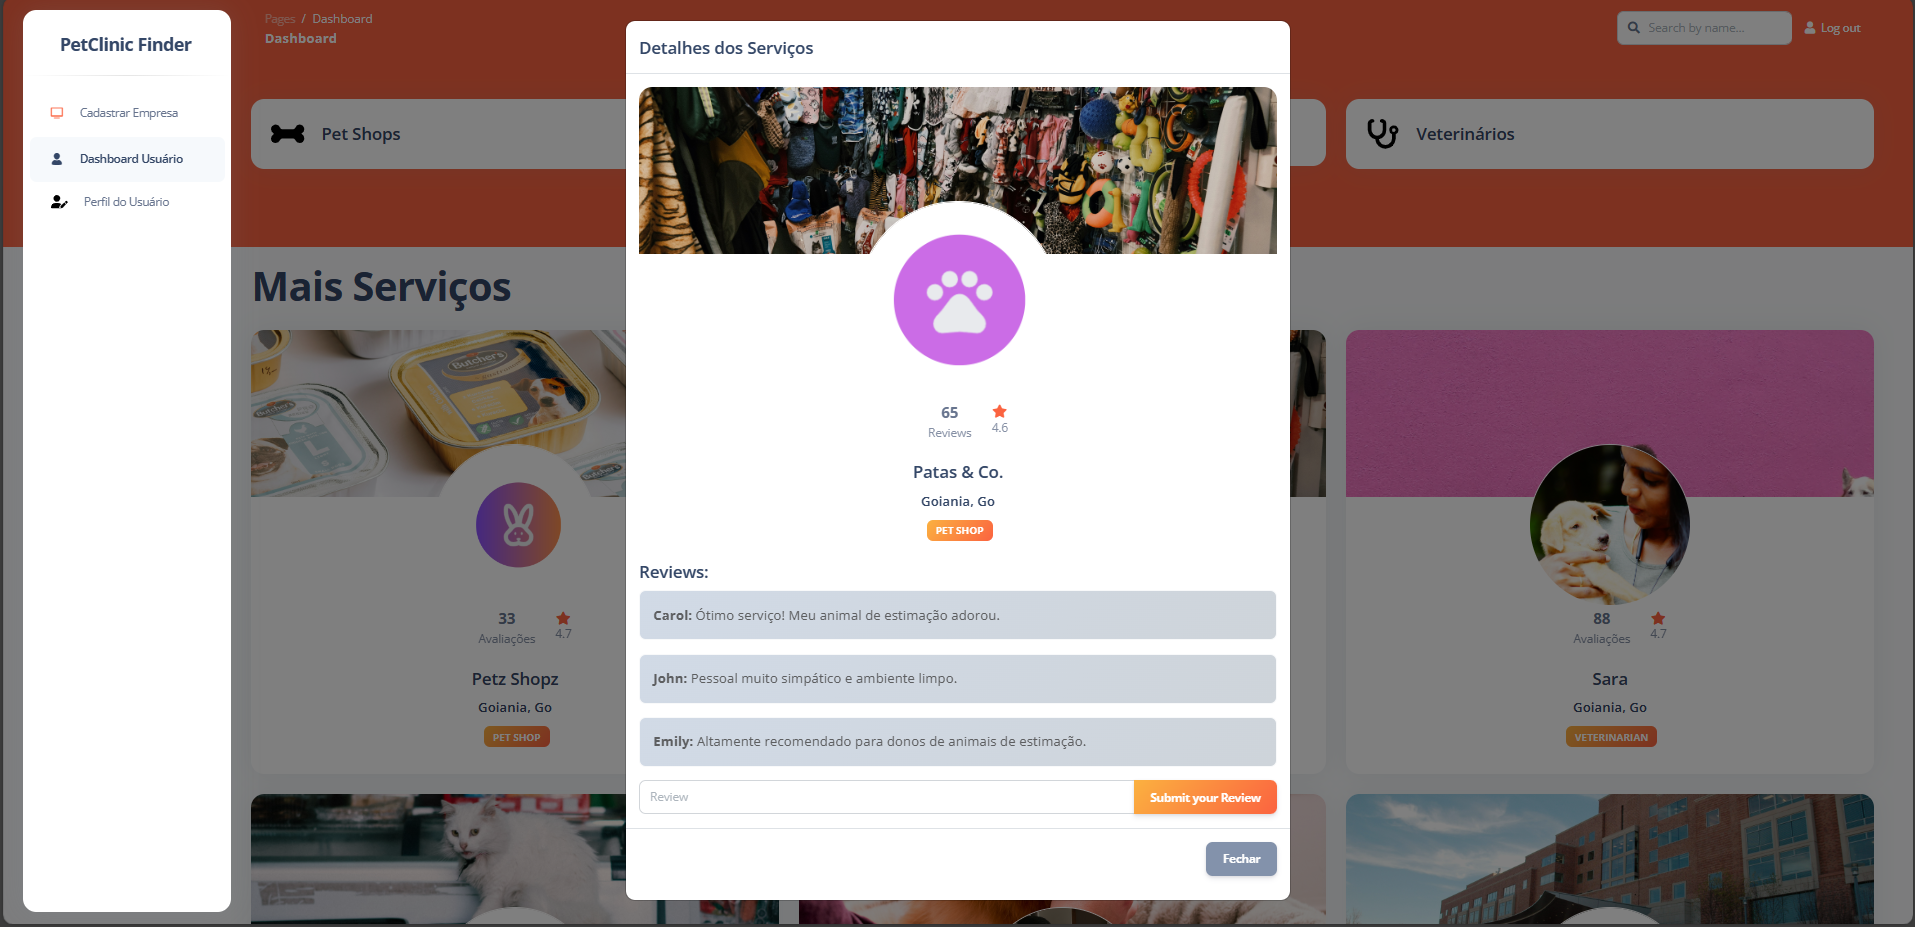 PetClinic Finder
Cadastrar Empresa
Dashboard Usuário
Perfil do Usuário
Pages / Dashboard
Dashboard
Search by name...
Log out
Pet Shops
Veterinários
Mais Serviços
Butcher's
Butcher's
33
Avaliações
4.7
Petz Shopz
Goiania, Go
PET SHOP
88
Avaliações
4.7
Sara
Goiania, Go
VETERINARIAN
Detalhes dos Serviços
65
Reviews
4.6
Patas & Co.
Goiania, Go
PET SHOP
Reviews:
Carol: Ótimo serviço! Meu animal de estimação adorou.
John: Pessoal muito simpático e ambiente limpo.
Emily: Altamente recomendado para donos de animais de estimação.
Review
Submit your Review
Fechar